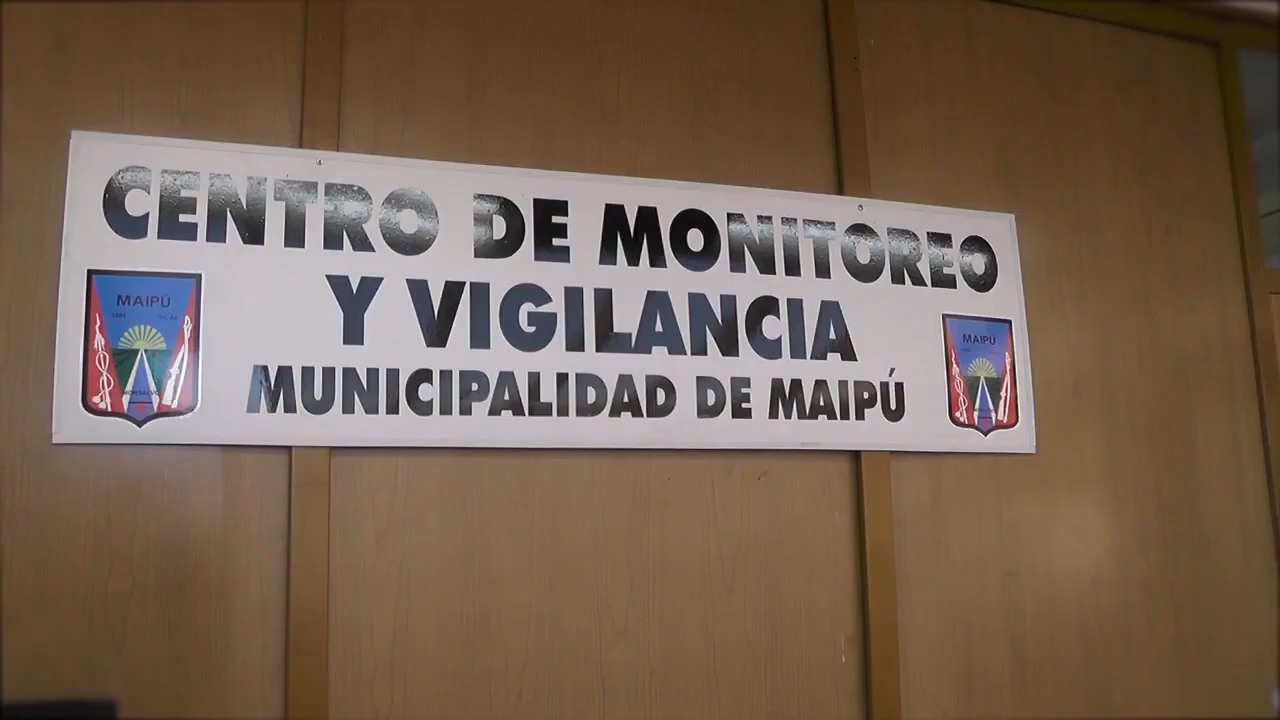 CENTRO DE MONITOREO
Y VIGILANCIA
MUNICIPALIDAD DE MAIPÚ
MAIPÚ
MAIPÚ